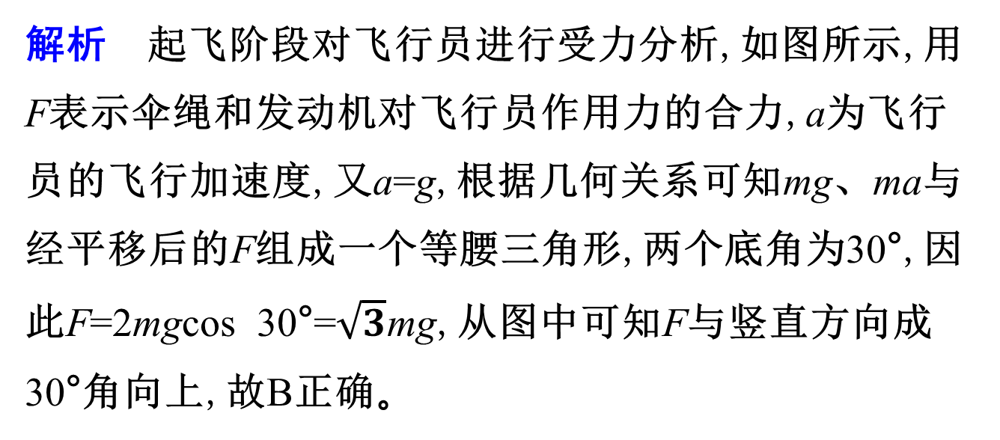 解析 起飞阶段对飞行员进行受力分析,如图所示,用
F表示伞绳和发动机对飞行员作用力的合力,a为飞行
员的飞行加速度,又a=g,根据几何关系可知mg、ma与
经平移后的F组成一个等腰三角形,两个底角为30°,因
此F=2mgcos 30°=√3mg,从图中可知F与竖直方向成
30°角向上,故B正确。